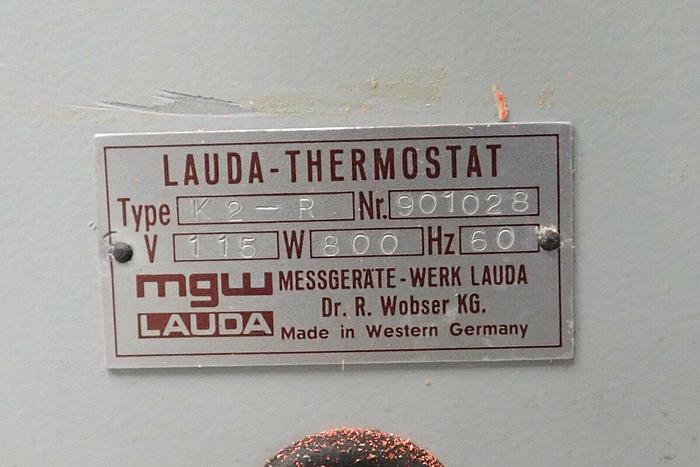 LAUDA-THERMOSTAT
Type K2-R Nr. 901028
V 115 W 800 Hz 60
mgw MESSGERÄTE-WERK LAUDA
Dr. R. Wobser KG.
LAUDA Made in Western Germany